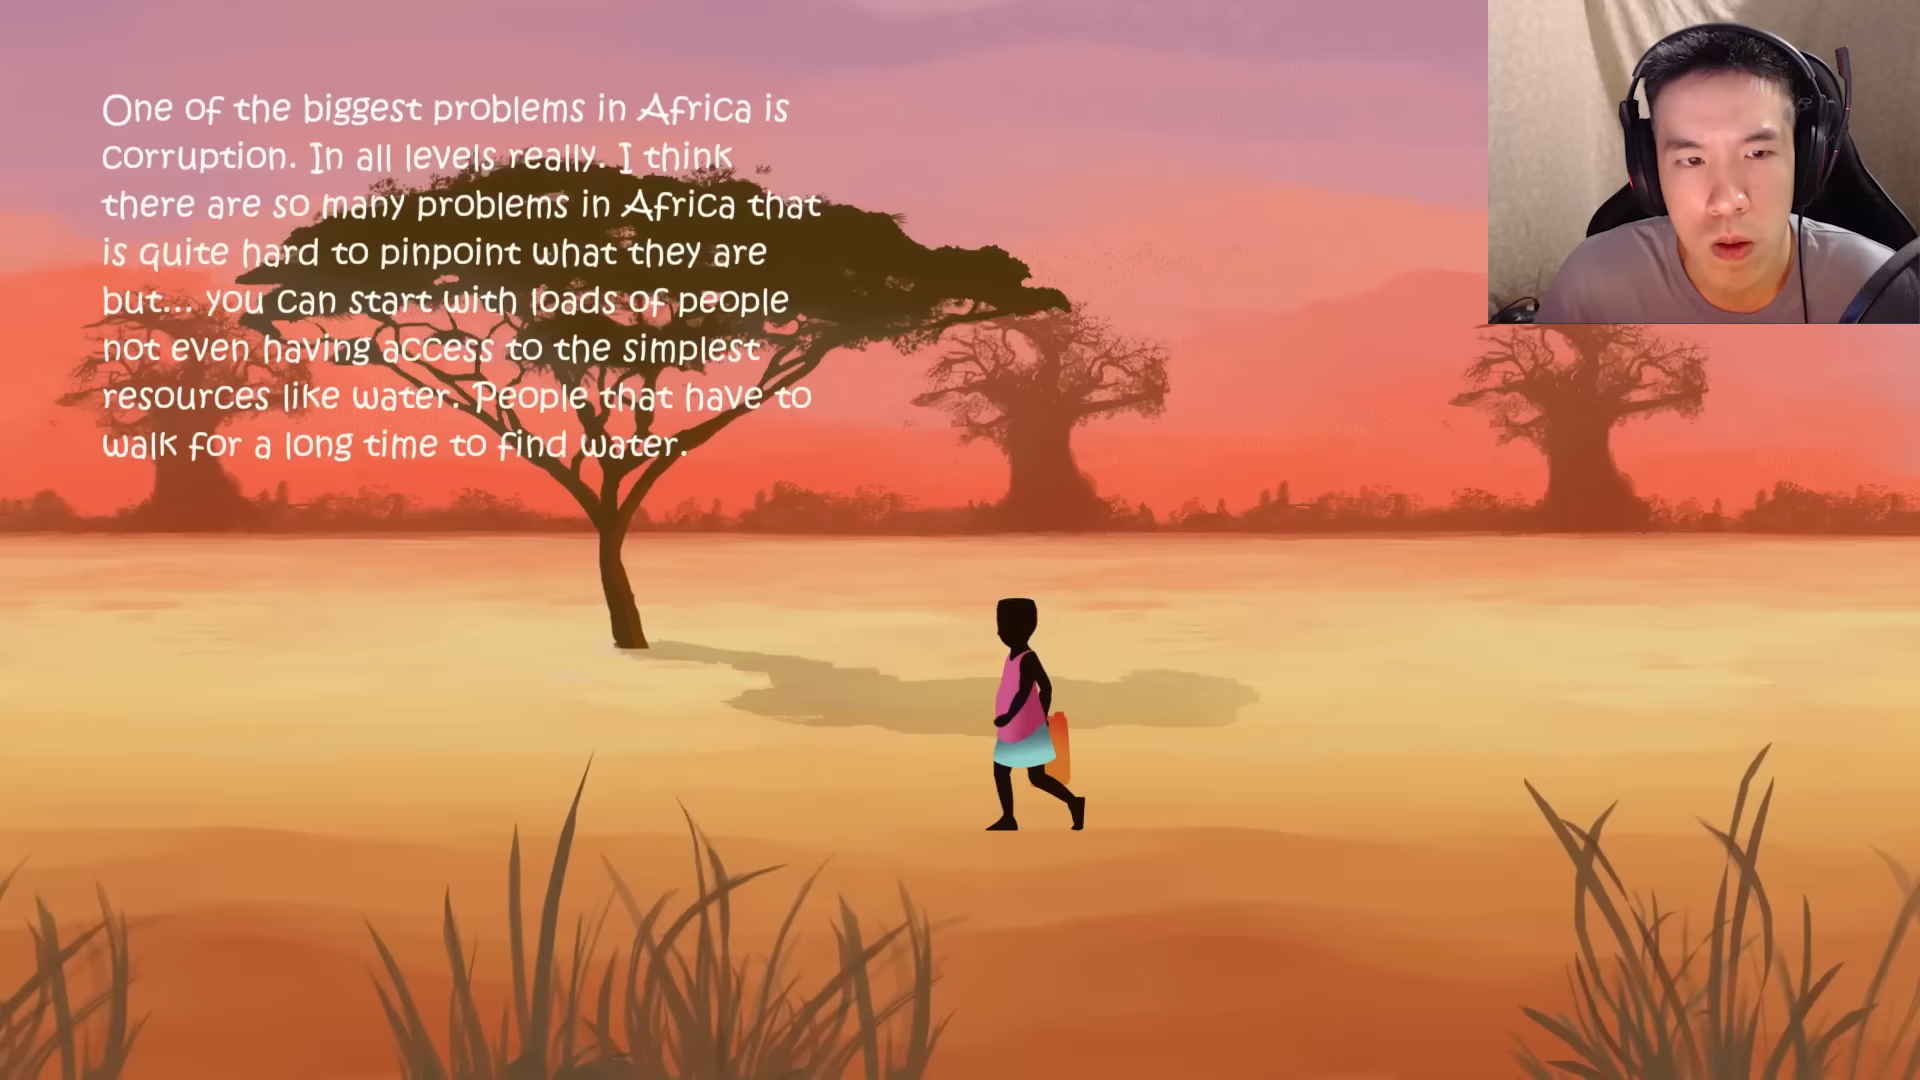 One of the biggest problems in Africa is
corruption. In all levels really. I think
there are so many problems in Africa that
is quite hard to pinpoint what they are
but... you can start with loads of people
not even having access to the simplest
resources like water. People that have to
walk for a long time to find water.